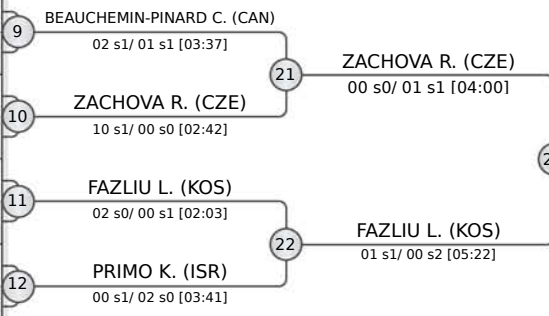 BEAUCHEMIN-PINARD C. (CAN)
9
02 s1/ 01 s1 [03:37]
21
ZACHOVA R. (CZE)
00 s0/ 01 s1 [04:00]
ZACHOVA R. (CZE)
10
10 s1/ 00 s0 [02:42]
FAZLIU L. (KOS)
11
02 s0/ 00 s1 [02:03]
22
FAZLIU L. (KOS)
01 s1/ 00 s2 [05:22]
PRIMO K. (ISR)
12
00 s1/ 02 s0 [03:41]